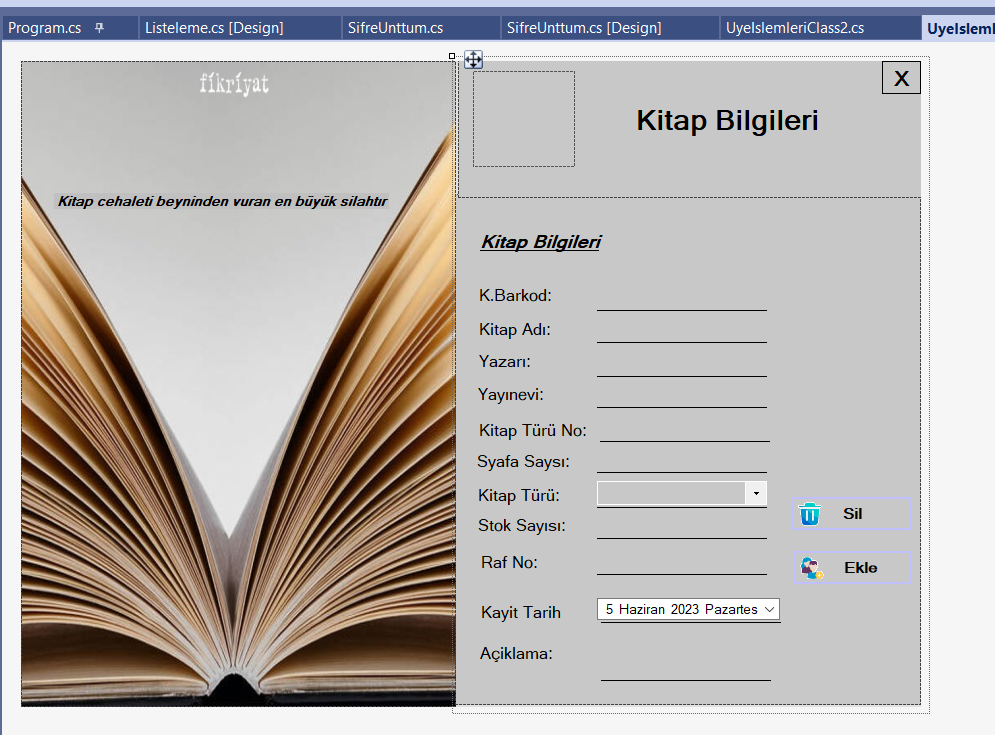 Program.cs
Listeleme.cs [Design]
SifreUnttum.cs
SifreUnttum.cs [Design]
UyeIslemleriClass2.cs
fikriyat
X
Kitap Bilgileri
Kitap cehaleti beyninden vuran en büyük silahtır
Kitap Bilgileri
K.Barkod:
Kitap Adı:
Yazarı:
Yayınevi:
Kitap Türü No:
Syafa Saysı:
Kitap Türü:
Sil
Stok Sayısı:
Raf No:
Ekle
Kayit Tarih
5 Haziran 2023 Pazartes
Açiklama: